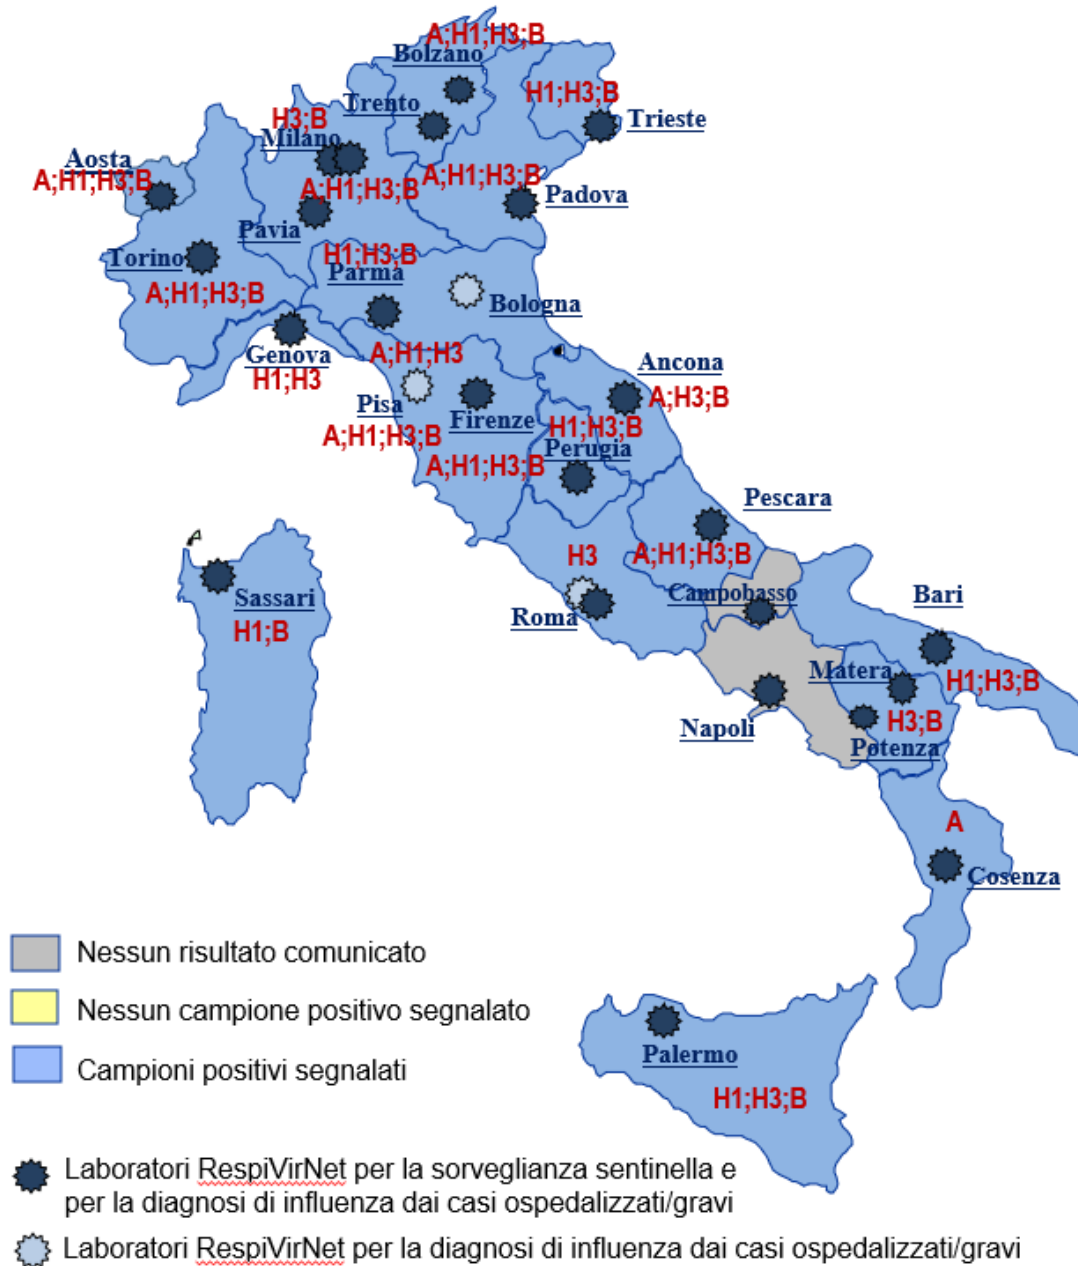 A;H1;H3;B
Bolzano
H1;H3;B
Trento
Trieste
H3;B
Milano
Aosta
A;H1;H3;B
A;H1;H3;B
A;H1;H3;B
Padova
Pavia
Torino
H1;H3;B
Parma
A;H1;H3;B
Bologna
Genova
H1;H3
A;H1;H3
Ancona
A;H3;B
Pisa
Firenze
H1;H3;B
A;H1;H3;B
Perugia
A;H1;H3;B
Pescara
H3
A;H1;H3;B
Sassari
H1;B
Roma
Campobasso
Bari
Matera
H1;H3;B
Napoli
H3;B
Potenza
A
Cosenza
Nessun risultato comunicato
Nessun campione positivo segnalato
Campioni positivi segnalati
Palermo
H1;H3;B
Laboratori RespiVirNet per la sorveglianza sentinella e
per la diagnosi di influenza dai casi ospedalizzati/gravi
Laboratori RespiVirNet per la diagnosi di influenza dai casi ospedalizzati/gravi